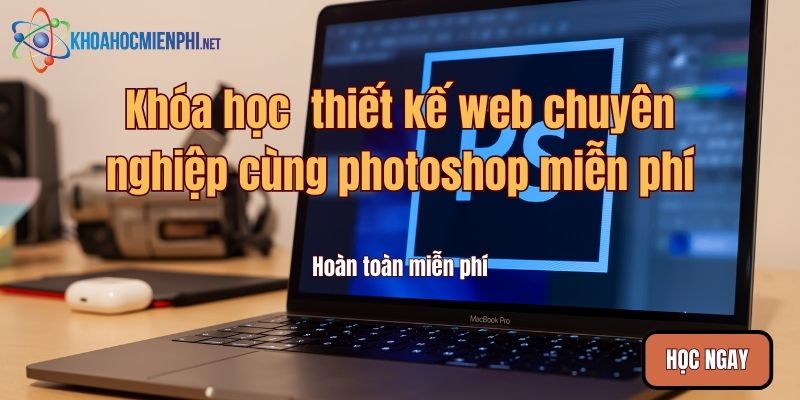 KHOAHOCMIENPHI.NET
Khóa học thiết kế web chuyên
nghiệp cùng photoshop miễn phí
Ps
Hoàn toàn miễn phí
MacBook Pro
HỌC NGAY